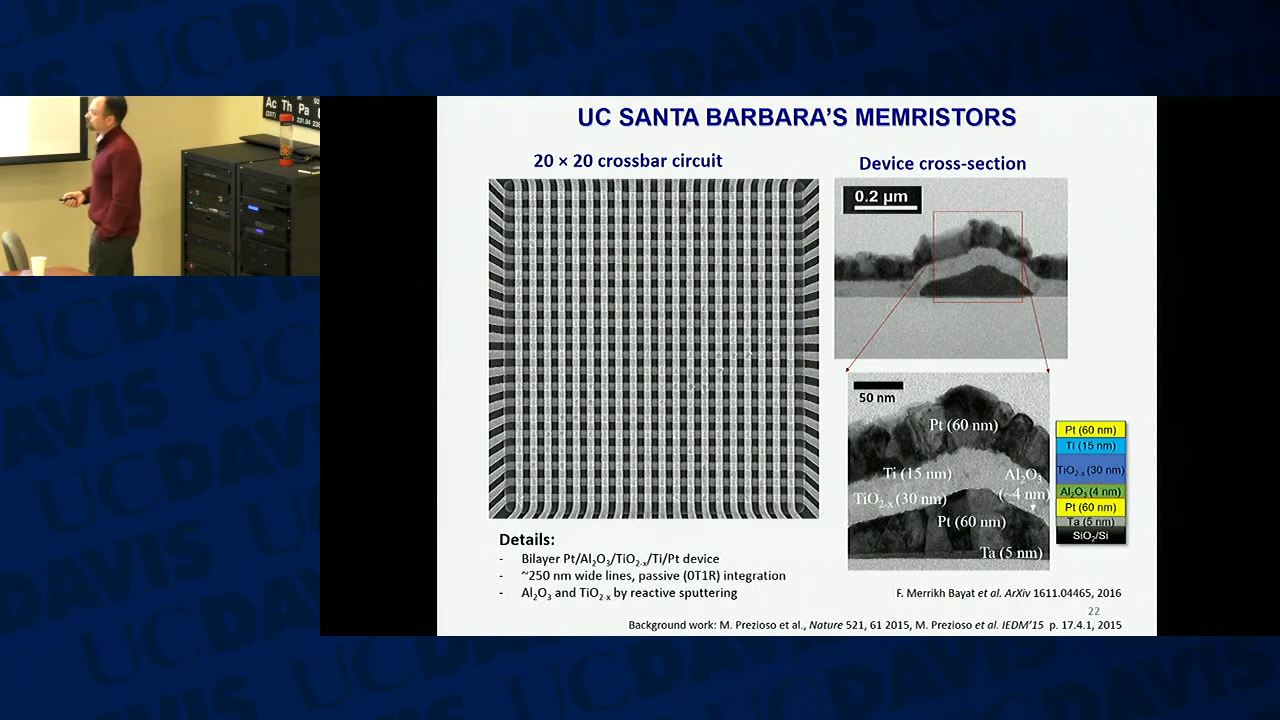 UC DAVIS
Ac Th Pa
UC SANTA BARBARA'S MEMRISTORS
20 × 20 crossbar circuit
Device cross-section
0.2 µm
50 nm
Pt (60 nm)
Ti (15 nm)
Al₂O₃
(~4 nm)
TiO₂₋ₓ (30 nm)
Pt (60 nm)
Ta (5 nm)
Pt (60 nm)
Ti (15 nm)
TiO₂₋ₓ (30 nm)
Al₂O₃ (4 nm)
Pt (60 nm)
Ta (5 nm)
SiO₂/Si
Details:
- Bilayer Pt/Al₂O₃/TiO₂₋ₓ/Ti/Pt device
- ~250 nm wide lines, passive (0T1R) integration
- Al₂O₃ and TiO₂₋ₓ by reactive sputtering
F. Merrikh Bayat et al. ArXiv 1611.04465, 2016
22
Background work: M. Prezioso et al., Nature 521, 61 2015, M. Prezioso et al. IEDM'15 p. 17.4.1, 2015